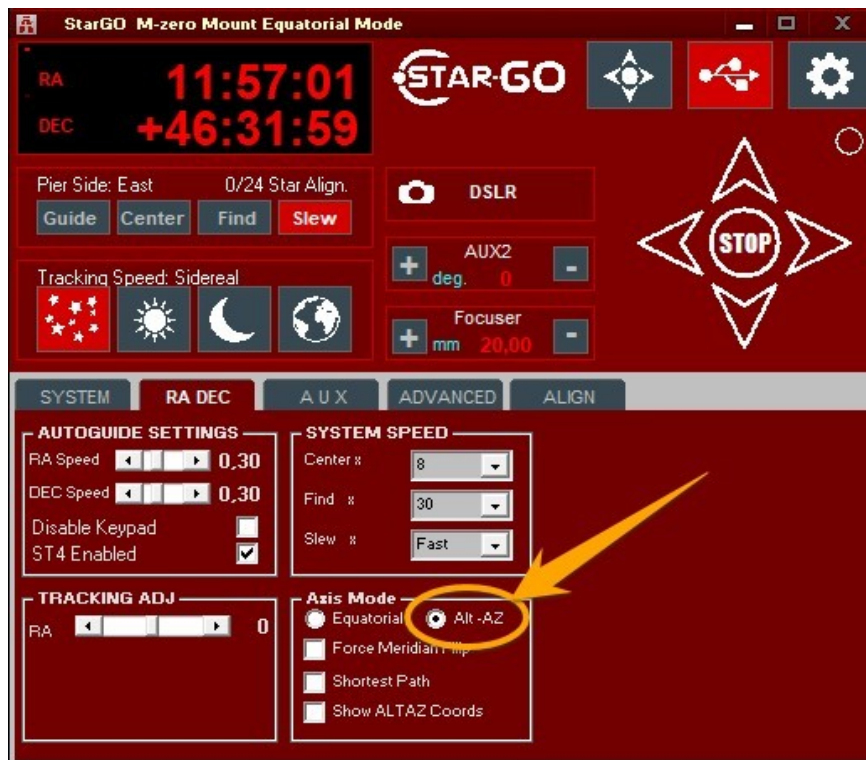 StarGO M-zero Mount Equatorial Mode
X
RA 11:57:01
DEC +46:31:59
STAR-GO
Pier Side: East 0/24 Star Align.
Guide Center Find Slew
DSLR
AUX2
+ deg. 0 -
STOP
Tracking Speed: Sidereal
Focuser
+ mm 20,00 -
SYSTEM RA DEC AUX ADVANCED ALIGN
AUTOGUIDE SETTINGS
RA Speed 0,30
DEC Speed 0,30
Disable Keypad
ST4 Enabled
SYSTEM SPEED
Center x 8
Find x 30
Slew x Fast
TRACKING ADJ
RA 0
Axis Mode
Equatorial Alt-AZ
Force Meridian Flip
Shortest Path
Show ALTAZ Coords